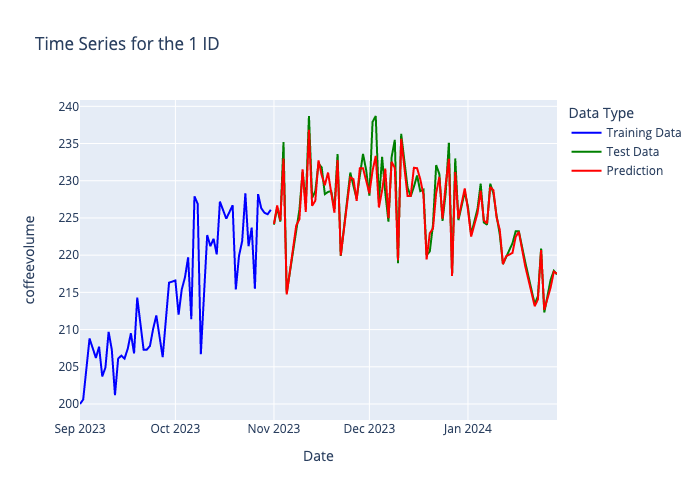 Time Series for the 1 ID
Data Type
Training Data
Test Data
Prediction
coffeevolume
240
235
230
225
220
215
210
205
200
Sep 2023
Oct 2023
Nov 2023
Dec 2023
Jan 2024
Date